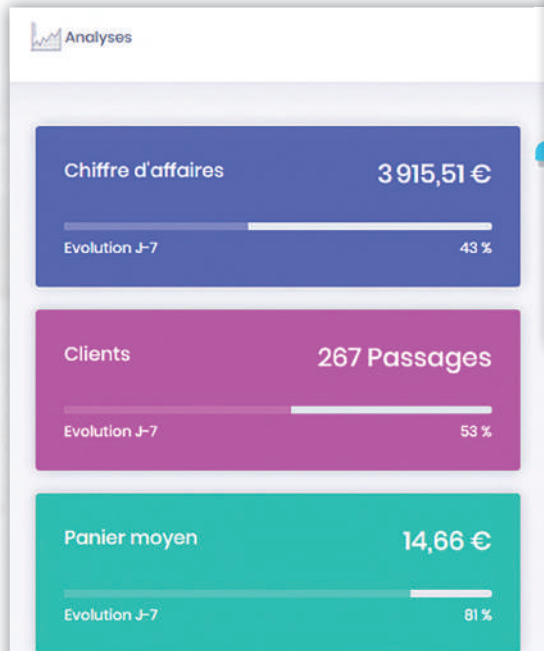 Analyses
Chiffre d'affaires
3 915,51 €
Evolution J-7
43 %
Clients
267 Passages
Evolution J-7
53 %
Panier moyen
14,66 €
Evolution J-7
81 %